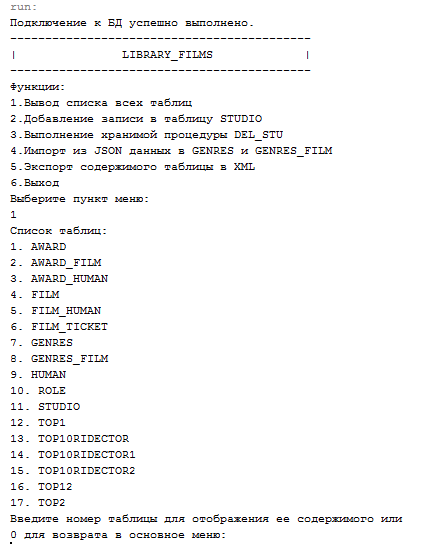 run:
Подключение к БД успешно выполнено.
-------------------------------------------
| LIBRARY_FILMS |
-------------------------------------------
Функции:
1.Вывод списка всех таблиц
2.Добавление записи в таблицу STUDIO
3.Выполнение хранимой процедуры DEL_STU
4.Импорт из JSON данных в GENRES и GENRES_FILM
5.Экспорт содержимого таблицы в XML
6.Выход
Выберите пункт меню:
1
Список таблиц:
1. AWARD
2. AWARD_FILM
3. AWARD_HUMAN
4. FILM
5. FILM_HUMAN
6. FILM_TICKET
7. GENRES
8. GENRES_FILM
9. HUMAN
10. ROLE
11. STUDIO
12. TOP1
13. TOP10RIDECTOR
14. TOP10RIDECTOR1
15. TOP10RIDECTOR2
16. TOP12
17. TOP2
Введите номер таблицы для отображения ее содержимого или
0 для возврата в основное меню: